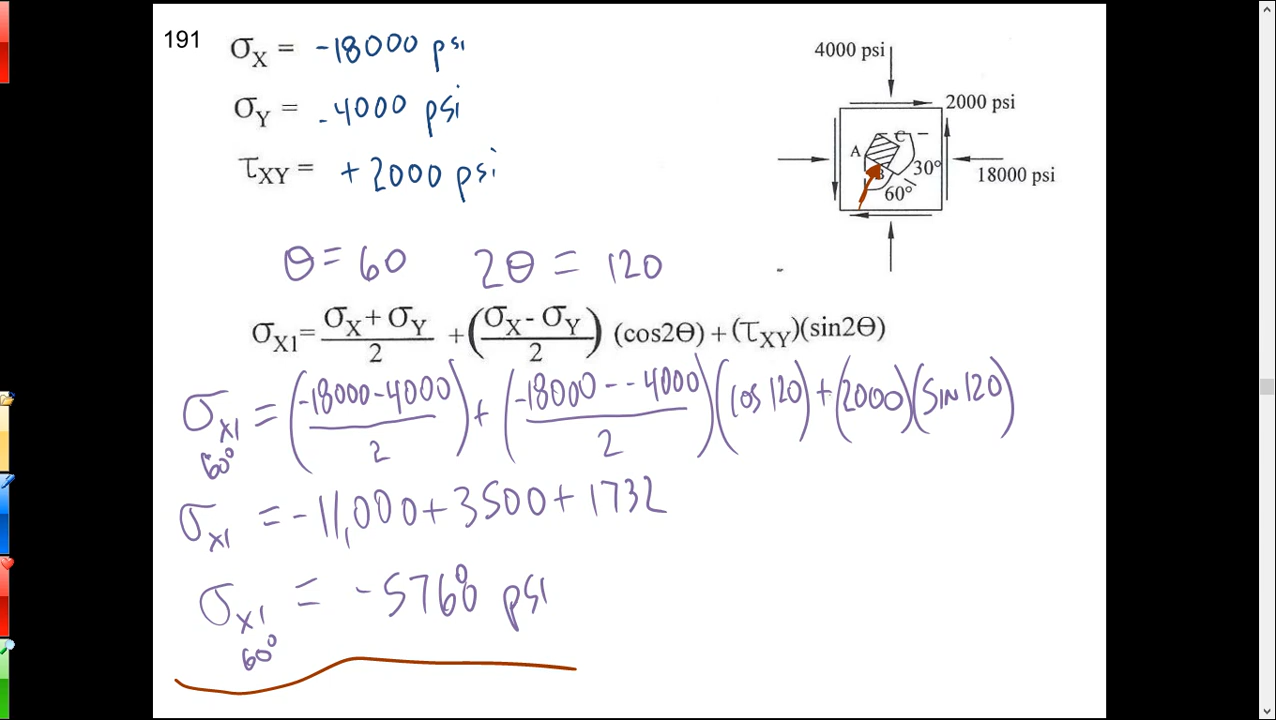 191
σX = -18000 psi
σY = -4000 psi
τXY = +2000 psi
4000 psi
2000 psi
A
C
B
30°
60°
18000 psi
θ = 60 2θ = 120
σX1 = (σX + σY)/2 + ((σX - σY)/2) (cos2θ) + (τXY)(sin2θ)
σX1 60° = ((-18000-4000)/2) + ((-18000--4000)/2)(cos 120) + (2000)(sin 120)
σX1 = -11,000 + 3500 + 1732
σX1 60° = -5768 psi